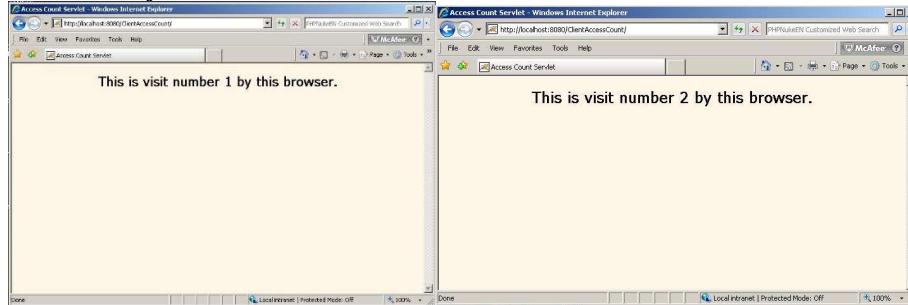 Access Count Servlet - Windows Internet Explorer
http://localhost:8080/ClientAccessCount/
PHPNukeEN Customized Web Search
File Edit View Favorites Tools Help
McAfee
Access Count Servlet
Page Tools
This is visit number 1 by this browser.
Done
Local intranet | Protected Mode: Off
100%
Access Count Servlet - Windows Internet Explorer
http://localhost:8080/ClientAccessCount/
PHPNukeEN Customized Web Search
File Edit View Favorites Tools Help
McAfee
Access Count Servlet
Page Tools
This is visit number 2 by this browser.
Done
Local intranet | Protected Mode: Off
100%